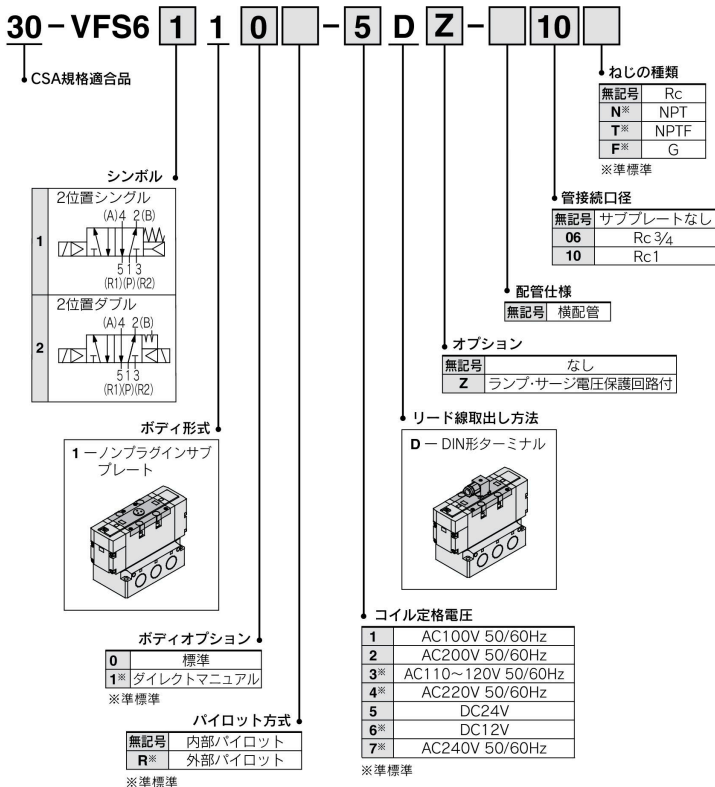 30－VFS6 1 1 0 －5 D Z－ 10
CSA規格適合品
シンボル
1
2位置シングル
(A)4 2(B)
5 1 3
(R1)(P)(R2)
2
2位置ダブル
(A)4 2(B)
5 1 3
(R1)(P)(R2)
ボディ形式
1 ーノンプラグインサブ
プレート
ボディオプション
0 標準
1※ ダイレクトマニュアル
※準標準
パイロット方式
無記号 内部パイロット
R※ 外部パイロット
※準標準
コイル定格電圧
1 AC100V 50/60Hz
2 AC200V 50/60Hz
3※ AC110～120V 50/60Hz
4※ AC220V 50/60Hz
5 DC24V
6※ DC12V
7※ AC240V 50/60Hz
※準標準
リード線取出し方法
D ー DIN形ターミナル
オプション
無記号 なし
Z ランプ･サージ電圧保護回路付
配管仕様
無記号 横配管
管接続口径
無記号 サブプレートなし
06 Rc3/4
10 Rc1
ねじの種類
無記号 Rc
N※ NPT
T※ NPTF
F※ G
※準標準